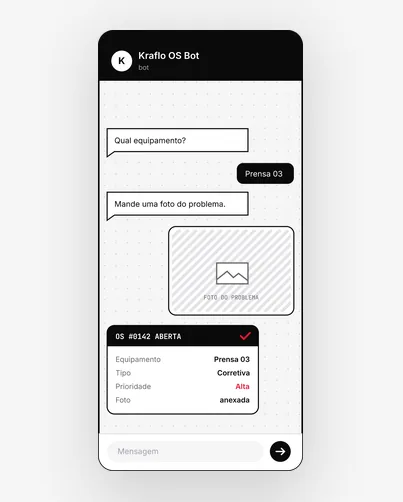 K
Kraflo OS Bot
bot
Qual equipamento?
Prensa 03
Mande uma foto do problema.
FOTO DO PROBLEMA
OS #0142 ABERTA
Equipamento Prensa 03
Tipo Corretiva
Prioridade Alta
Foto anexada
Mensagem